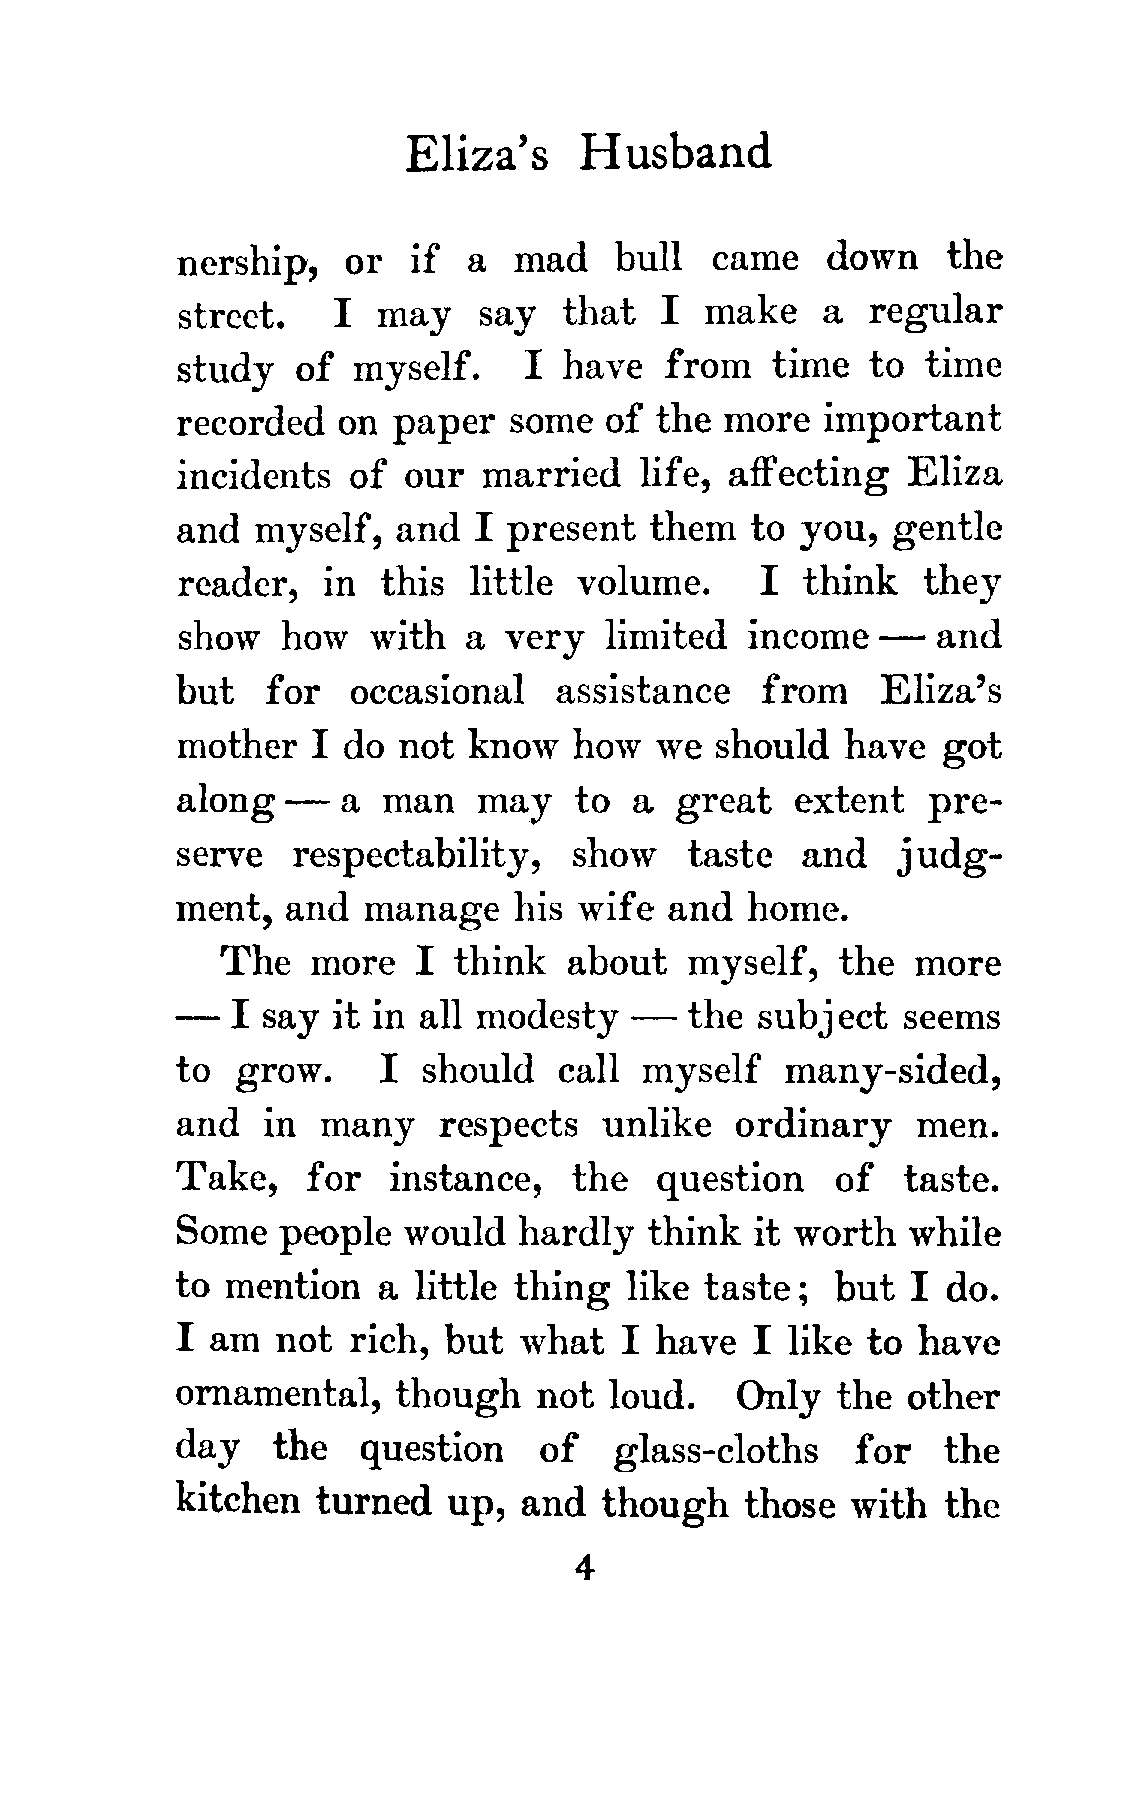 Eliza's Husband
nership, or if a mad bull came down the
street. I may say that I make a regular
study of myself. I have from time to time
recorded on paper some of the more important
incidents of our married life, affecting Eliza
and myself, and I present them to you, gentle
reader, in this little volume. I think they
show how with a very limited income — and
but for occasional assistance from Eliza's
mother I do not know how we should have got
along — a man may to a great extent pre-
serve respectability, show taste and judg-
ment, and manage his wife and home.
The more I think about myself, the more
— I say it in all modesty — the subject seems
to grow. I should call myself many-sided,
and in many respects unlike ordinary men.
Take, for instance, the question of taste.
Some people would hardly think it worth while
to mention a little thing like taste; but I do.
I am not rich, but what I have I like to have
ornamental, though not loud. Only the other
day the question of glass-cloths for the
kitchen turned up, and though those with the
4